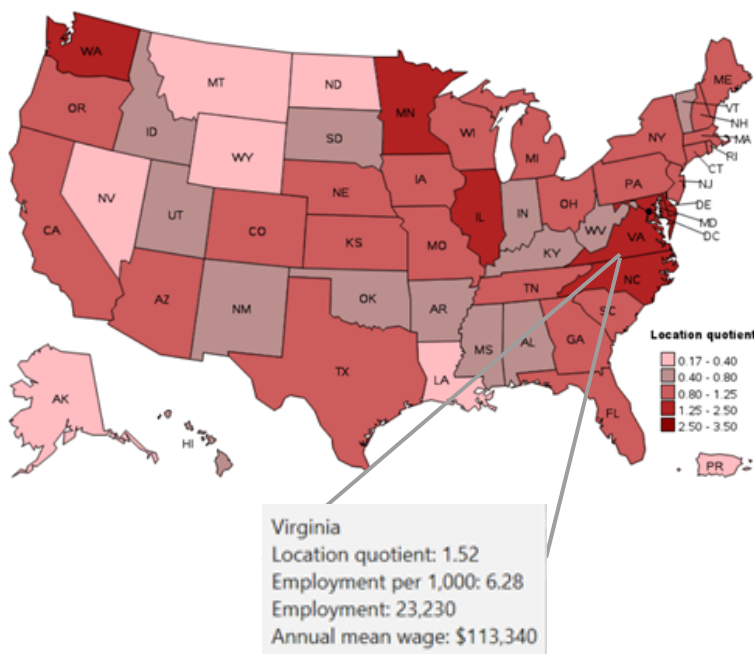 WA
MT
ND
MN
ME
VT
NH
MA
RI
CT
NJ
DE
MD
DC
OR
ID
WY
SD
WI
MI
NY
NV
UT
CO
NE
IA
IL
IN
OH
PA
CA
AZ
NM
KS
MO
KY
WV
VA
OK
AR
TN
NC
SC
TX
LA
MS
AL
GA
FL
AK
HI
PR
Location quotient
0.17 - 0.40
0.40 - 0.80
0.80 - 1.25
1.25 - 2.50
2.50 - 3.50
Virginia
Location quotient: 1.52
Employment per 1,000: 6.28
Employment: 23,230
Annual mean wage: $113,340